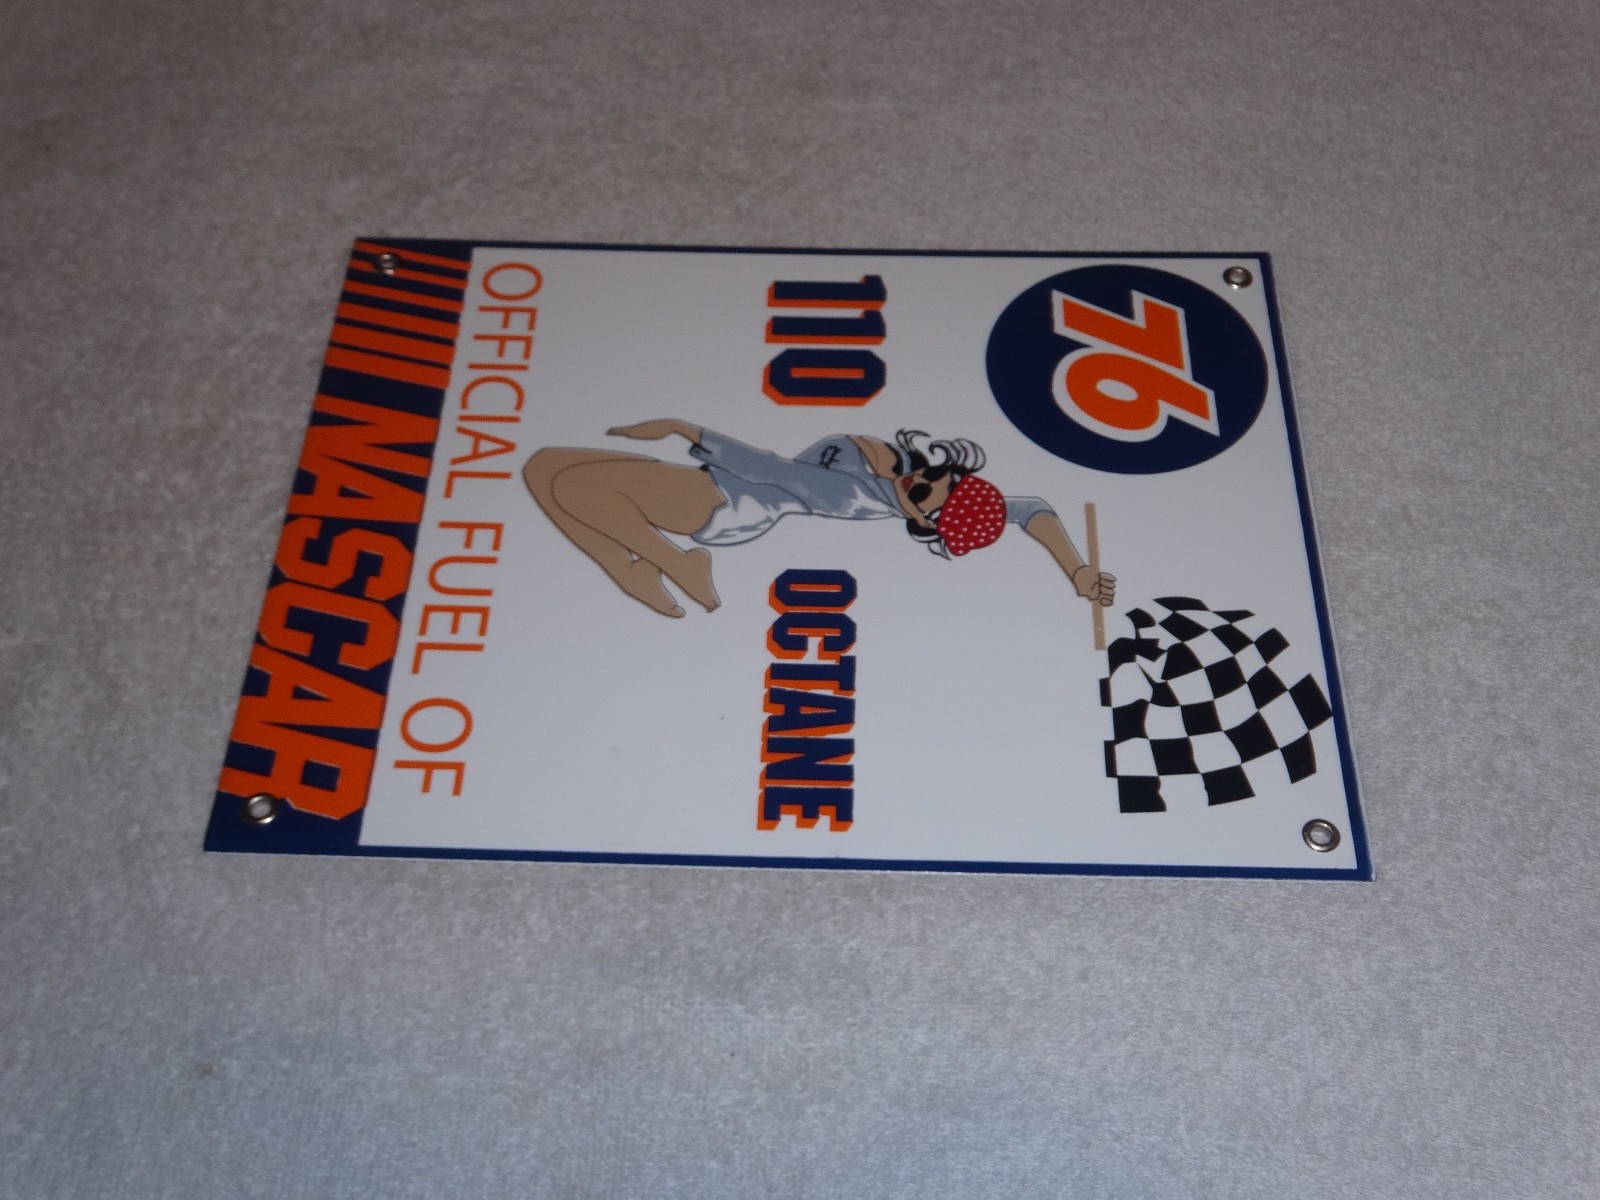 76
110 OCTANE
OFFICIAL FUEL OF
NASCAR